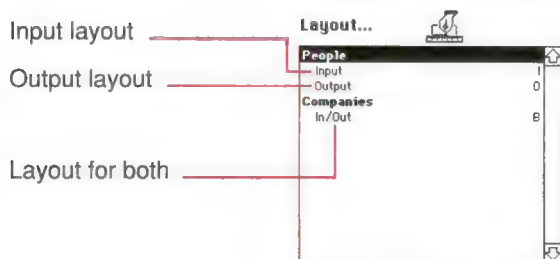 Input layout
Output layout
Layout for both
Layout...
People
Input I
Output O
Companies
In/Out B